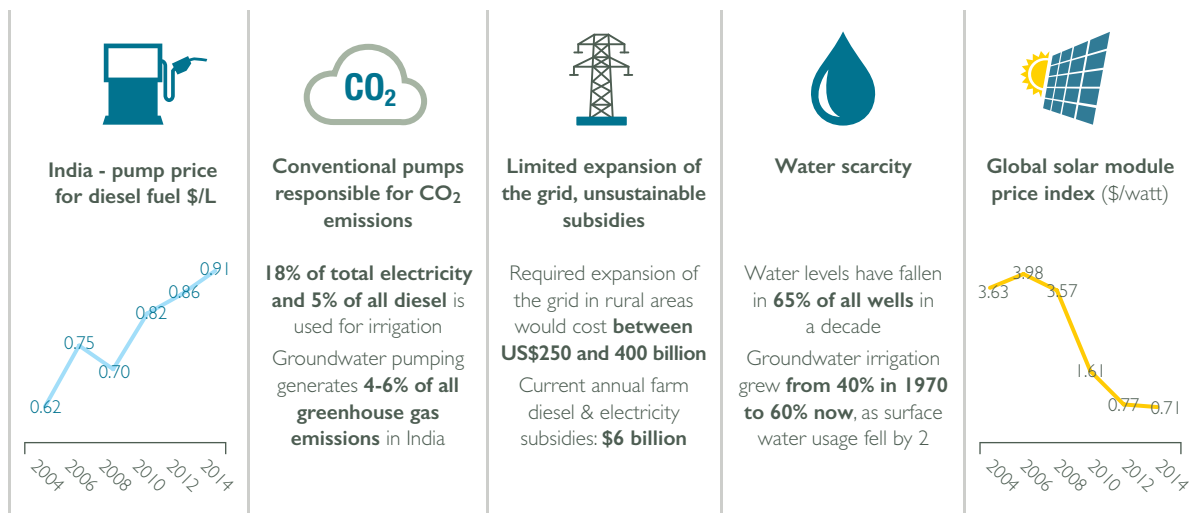 India - pump price
for diesel fuel $/L
0.62
0.75
0.70
0.82
0.86
0.91
2004
2006
2008
2010
2012
2014
CO2
Conventional pumps
responsible for CO2
emissions
18% of total electricity
and 5% of all diesel is
used for irrigation
Groundwater pumping
generates 4-6% of all
greenhouse gas
emissions in India
Limited expansion of
the grid, unsustainable
subsidies
Required expansion of
the grid in rural areas
would cost between
US$250 and 400 billion
Current annual farm
diesel & electricity
subsidies: $6 billion
Water scarcity
Water levels have fallen
in 65% of all wells in
a decade
Groundwater irrigation
grew from 40% in 1970
to 60% now, as surface
water usage fell by 2
Global solar module
price index ($/watt)
3.63
3.98
3.57
1.61
0.77
0.71
2004
2006
2008
2010
2012
2014